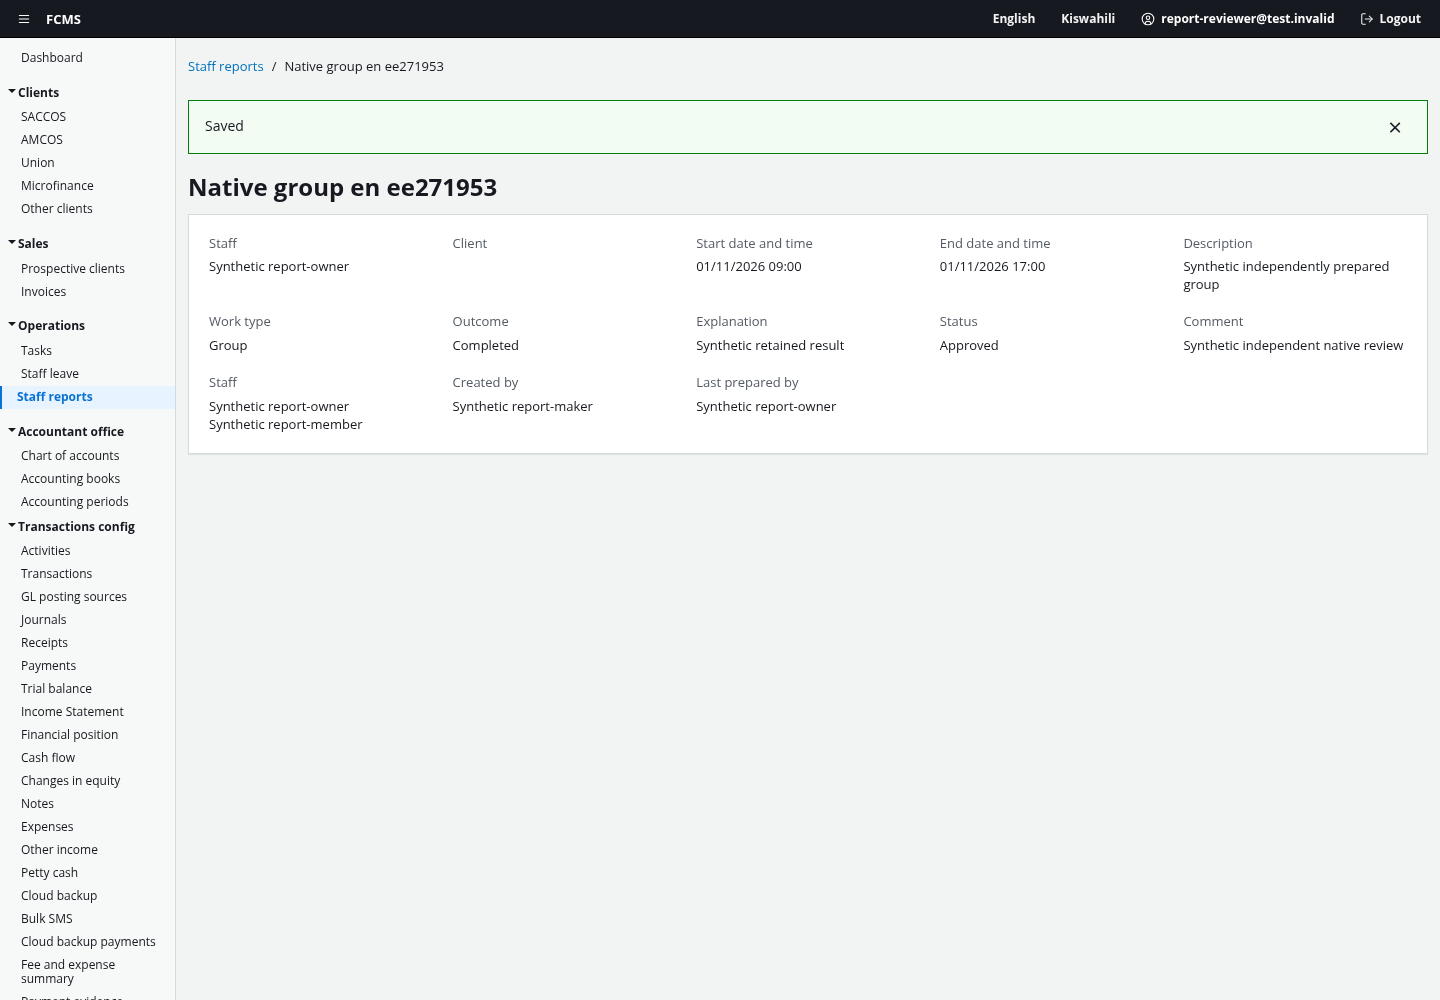 FCMS
English
Kiswahili
report-reviewer@test.invalid
Logout
Dashboard
Clients
SACCOS
AMCOS
Union
Microfinance
Other clients
Sales
Prospective clients
Invoices
Operations
Tasks
Staff leave
Staff reports
Accountant office
Chart of accounts
Accounting books
Accounting periods
Transactions config
Activities
Transactions
GL posting sources
Journals
Receipts
Payments
Trial balance
Income Statement
Financial position
Cash flow
Changes in equity
Notes
Expenses
Other income
Petty cash
Cloud backup
Bulk SMS
Cloud backup payments
Fee and expense
summary
Payment evidence
Staff reports / Native group en ee271953
Saved
Native group en ee271953
Staff
Synthetic report-owner
Client
Start date and time
01/11/2026 09:00
End date and time
01/11/2026 17:00
Description
Synthetic independently prepared
group
Work type
Group
Outcome
Completed
Explanation
Synthetic retained result
Status
Approved
Comment
Synthetic independent native review
Staff
Synthetic report-owner
Synthetic report-member
Created by
Synthetic report-maker
Last prepared by
Synthetic report-owner